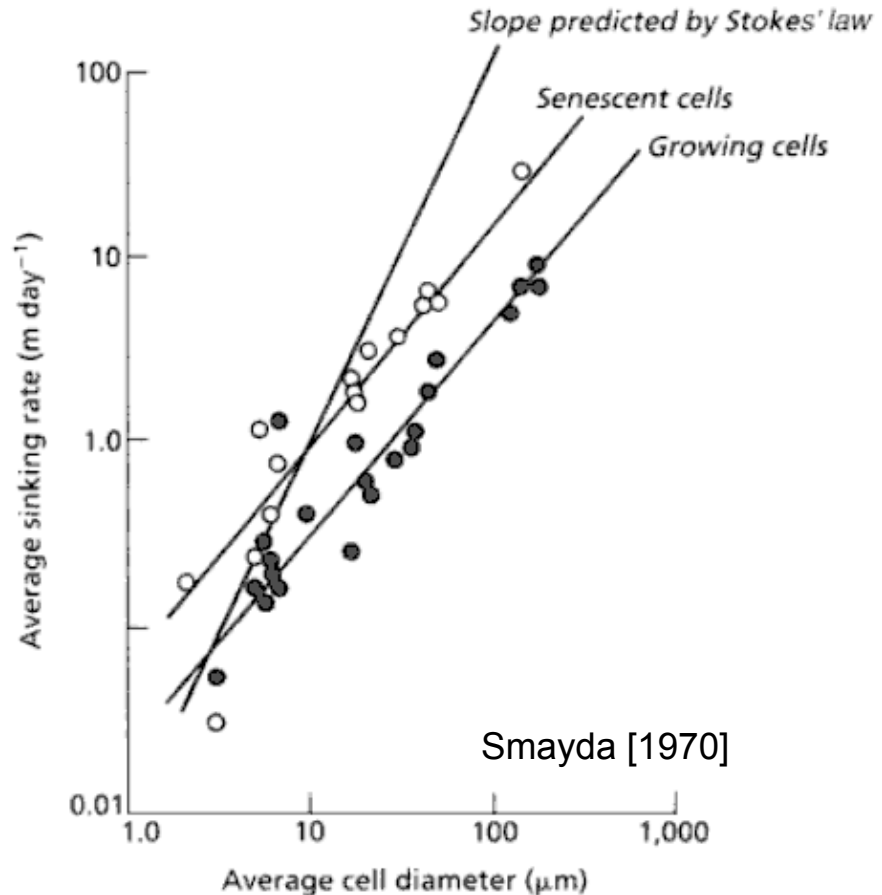 Slope predicted by Stokes' law
100
Senescent cells
Growing cells
10
Average sinking rate (m day⁻¹)
1.0
Smayda [1970]
0.01
1.0
10
100
1,000
Average cell diameter (μm)